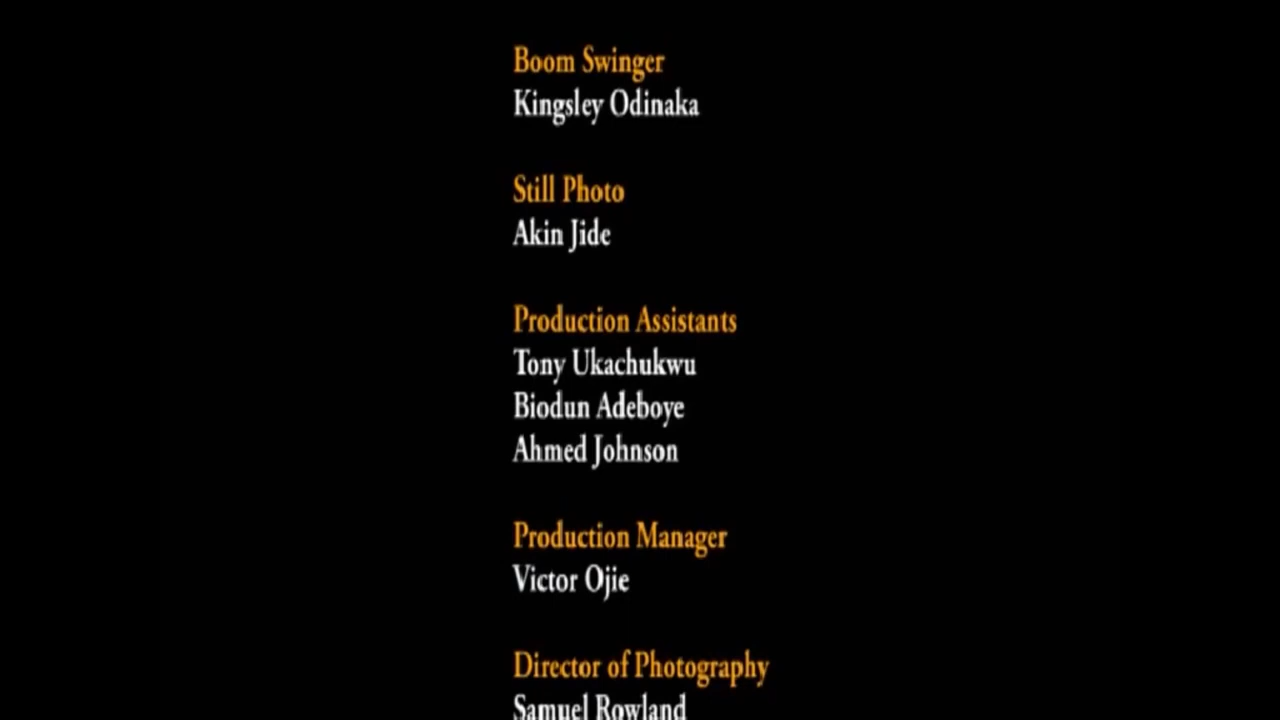 Boom Swinger
Kingsley Odinaka
Still Photo
Akin Jide
Production Assistants
Tony Ukachukwu
Biodun Adeboye
Ahmed Johnson
Production Manager
Victor Ojie
Director of Photography
Samuel Rowland